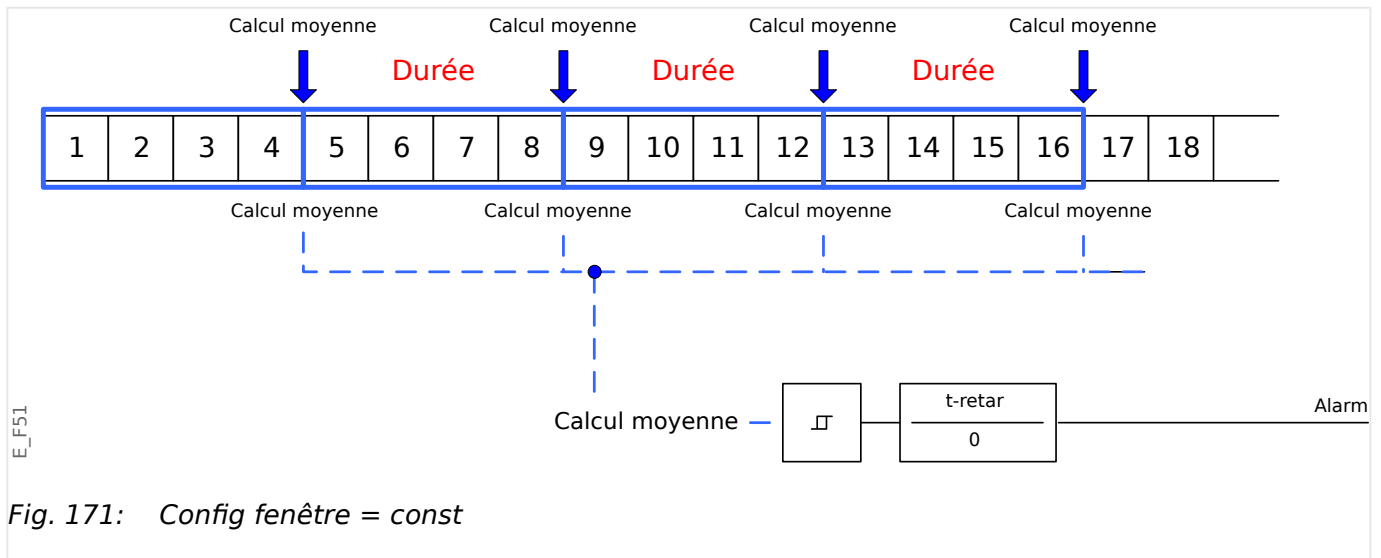 Calcul moyenne Calcul moyenne Calcul moyenne Calcul moyenne
Durée Durée Durée
1 2 3 4 5 6 7 8 9 10 11 12 13 14 15 16 17 18
Calcul moyenne Calcul moyenne Calcul moyenne Calcul moyenne
t-retar
Alarm
Calcul moyenne
0
E_F51
Fig. 171: Config fenêtre = const